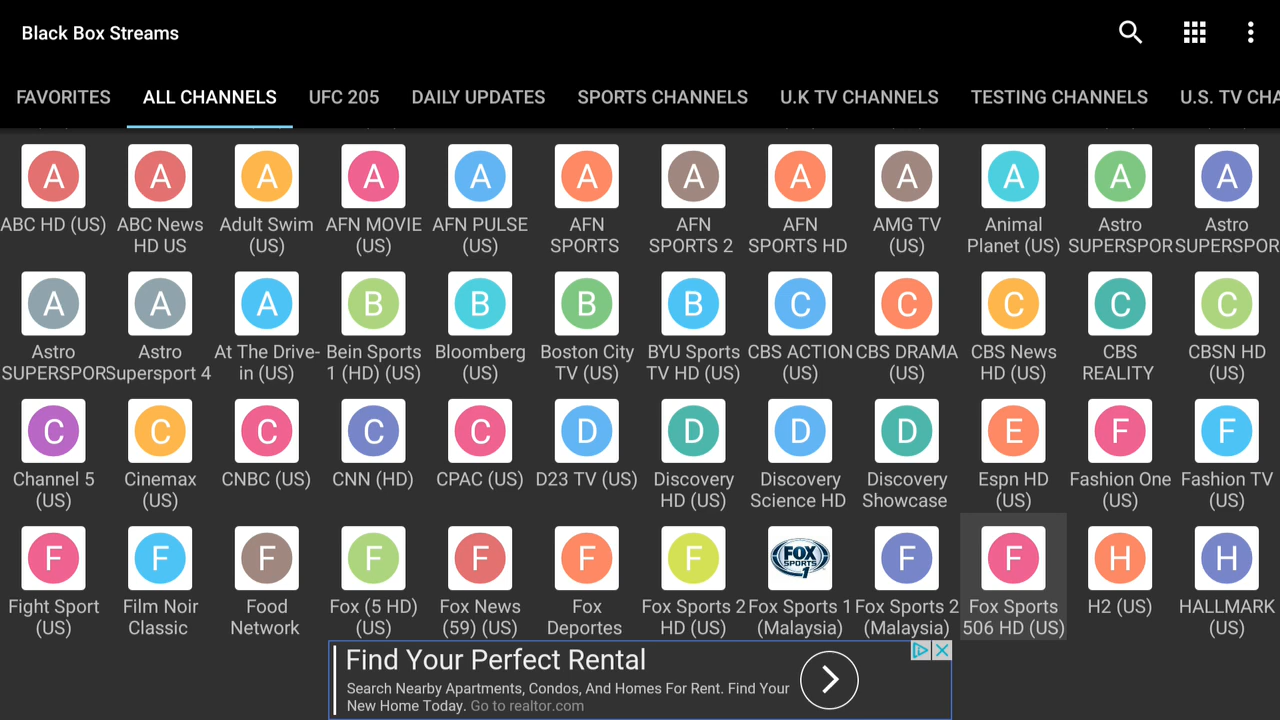 Black Box Streams
FAVORITES
ALL CHANNELS
UFC 205
DAILY UPDATES
SPORTS CHANNELS
U.K TV CHANNELS
TESTING CHANNELS
U.S. TV CHA
A
ABC HD (US)
A
ABC News
HD US
A
Adult Swim
(US)
A
AFN MOVIE
(US)
A
AFN PULSE
(US)
A
AFN
SPORTS
A
AFN
SPORTS 2
A
AFN
SPORTS HD
A
AMG TV
(US)
A
Animal
Planet (US)
A
Astro
SUPERSPOR
A
Astro
SUPERSPOR
A
Astro
SUPERSPOR
A
Astro
Supersport 4
A
At The Drive-
in (US)
B
Bein Sports
1 (HD) (US)
B
Bloomberg
(US)
B
Boston City
TV (US)
B
BYU Sports
TV HD (US)
C
CBS ACTION
(US)
C
CBS DRAMA
(US)
C
CBS News
HD (US)
C
CBS
REALITY
C
CBSN HD
(US)
C
Channel 5
(US)
C
Cinemax
(US)
C
CNBC (US)
C
CNN (HD)
C
CPAC (US)
D
D23 TV (US)
D
Discovery
HD (US)
D
Discovery
Science HD
D
Discovery
Showcase
E
Espn HD
(US)
F
Fashion One
(US)
F
Fashion TV
(US)
F
Fight Sport
(US)
F
Film Noir
Classic
F
Food
Network
F
Fox (5 HD)
(US)
F
Fox News
(59) (US)
F
Fox
Deportes
F
Fox Sports 2
HD (US)
FOX
SPORTS
1
Fox Sports 1
(Malaysia)
F
Fox Sports 2
(Malaysia)
F
Fox Sports
506 HD (US)
H
H2 (US)
H
HALLMARK
(US)
Find Your Perfect Rental
Search Nearby Apartments, Condos, And Homes For Rent. Find Your
New Home Today. Go to realtor.com